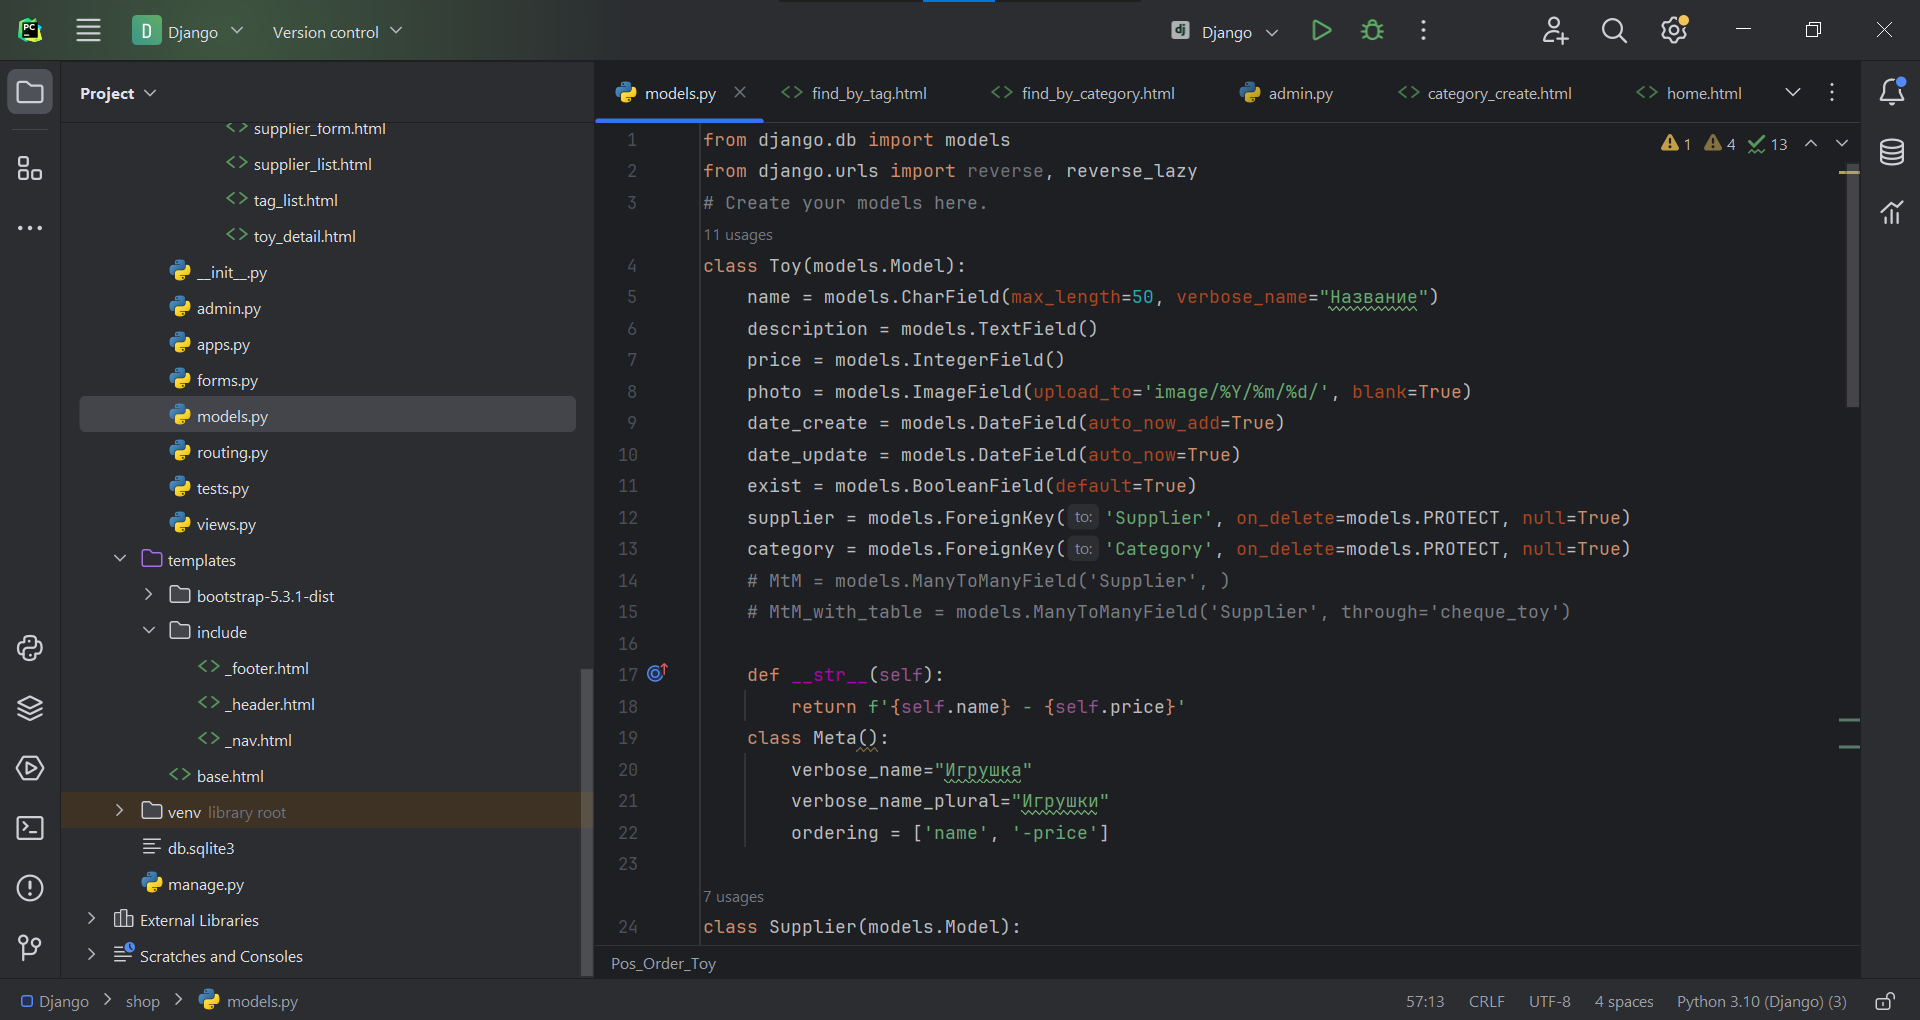 PC
D Django
Version control
dj Django
Project
supplier_form.html
supplier_list.html
tag_list.html
toy_detail.html
__init__.py
admin.py
apps.py
forms.py
models.py
routing.py
tests.py
views.py
templates
bootstrap-5.3.1-dist
include
_footer.html
_header.html
_nav.html
base.html
venv library root
db.sqlite3
manage.py
External Libraries
Scratches and Consoles
models.py
find_by_tag.html
find_by_category.html
admin.py
category_create.html
home.html
1 4 13
1 from django.db import models
2 from django.urls import reverse, reverse_lazy
3 # Create your models here.
11 usages
4 class Toy(models.Model):
5 name = models.CharField(max_length=50, verbose_name="Название")
6 description = models.TextField()
7 price = models.IntegerField()
8 photo = models.ImageField(upload_to='image/%Y/%m/%d/', blank=True)
9 date_create = models.DateField(auto_now_add=True)
10 date_update = models.DateField(auto_now=True)
11 exist = models.BooleanField(default=True)
12 supplier = models.ForeignKey( to: 'Supplier', on_delete=models.PROTECT, null=True)
13 category = models.ForeignKey( to: 'Category', on_delete=models.PROTECT, null=True)
14 # MtM = models.ManyToManyField('Supplier', )
15 # MtM_with_table = models.ManyToManyField('Supplier', through='cheque_toy')
16
17 def __str__(self):
18 return f'{self.name} - {self.price}'
19 class Meta():
20 verbose_name="Игрушка"
21 verbose_name_plural="Игрушки"
22 ordering = ['name', '-price']
23
7 usages
24 class Supplier(models.Model):
Pos_Order_Toy
Django > shop > models.py
57:13 CRLF UTF-8 4 spaces Python 3.10 (Django) (3)